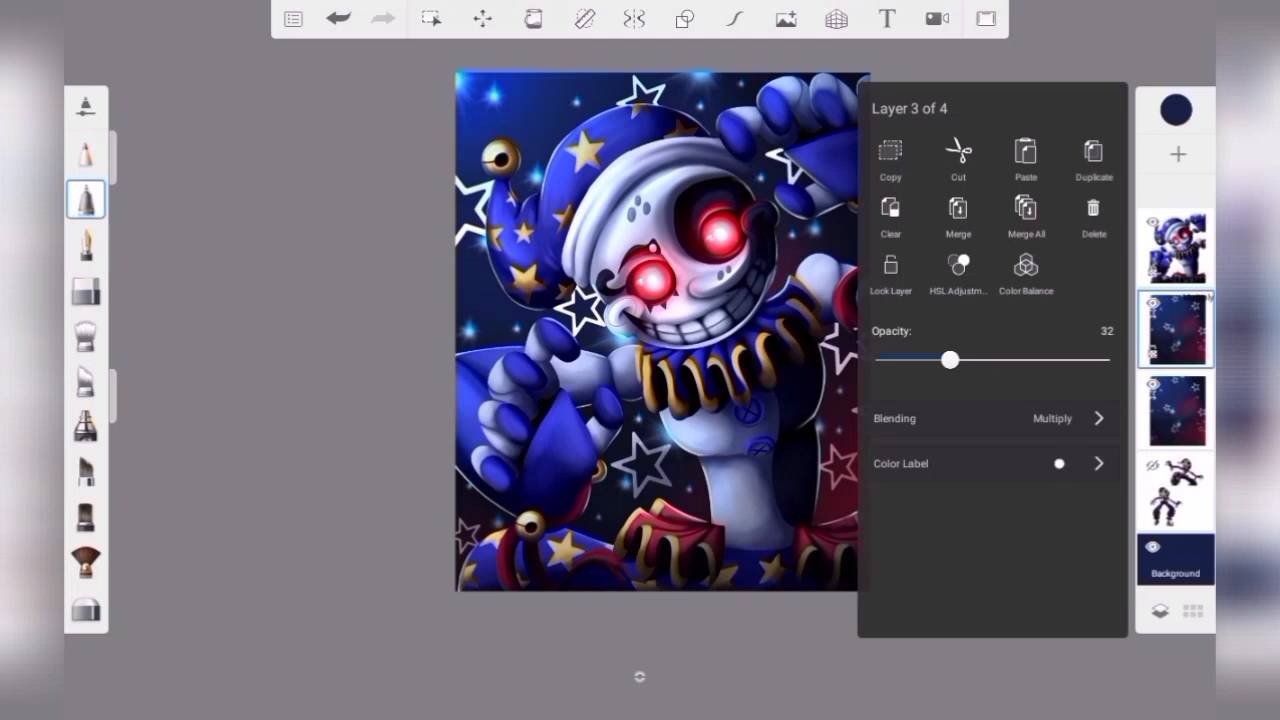 T
Layer 3 of 4
Copy
Cut
Paste
Duplicate
Clear
Merge
Merge All
Delete
Lock Layer
HSL Adjustm...
Color Balance
Opacity: 32
Blending Multiply
Color Label
Background